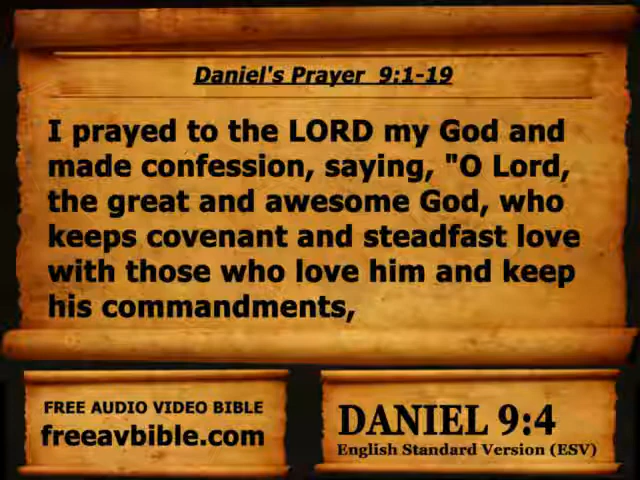 Daniel's Prayer 9:1-19
I prayed to the LORD my God and
made confession, saying, "O Lord,
the great and awesome God, who
keeps covenant and steadfast love
with those who love him and keep
his commandments,
FREE AUDIO VIDEO BIBLE
freeavbible.com
DANIEL 9:4
English Standard Version (ESV)